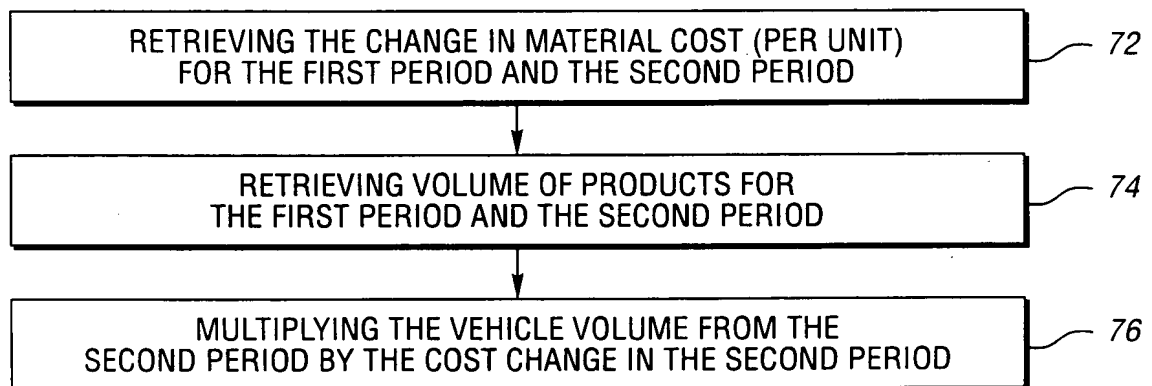 RETRIEVING THE CHANGE IN MATERIAL COST (PER UNIT)
FOR THE FIRST PERIOD AND THE SECOND PERIOD
72
RETRIEVING VOLUME OF PRODUCTS FOR
THE FIRST PERIOD AND THE SECOND PERIOD
74
MULTIPLYING THE VEHICLE VOLUME FROM THE
SECOND PERIOD BY THE COST CHANGE IN THE SECOND PERIOD
76